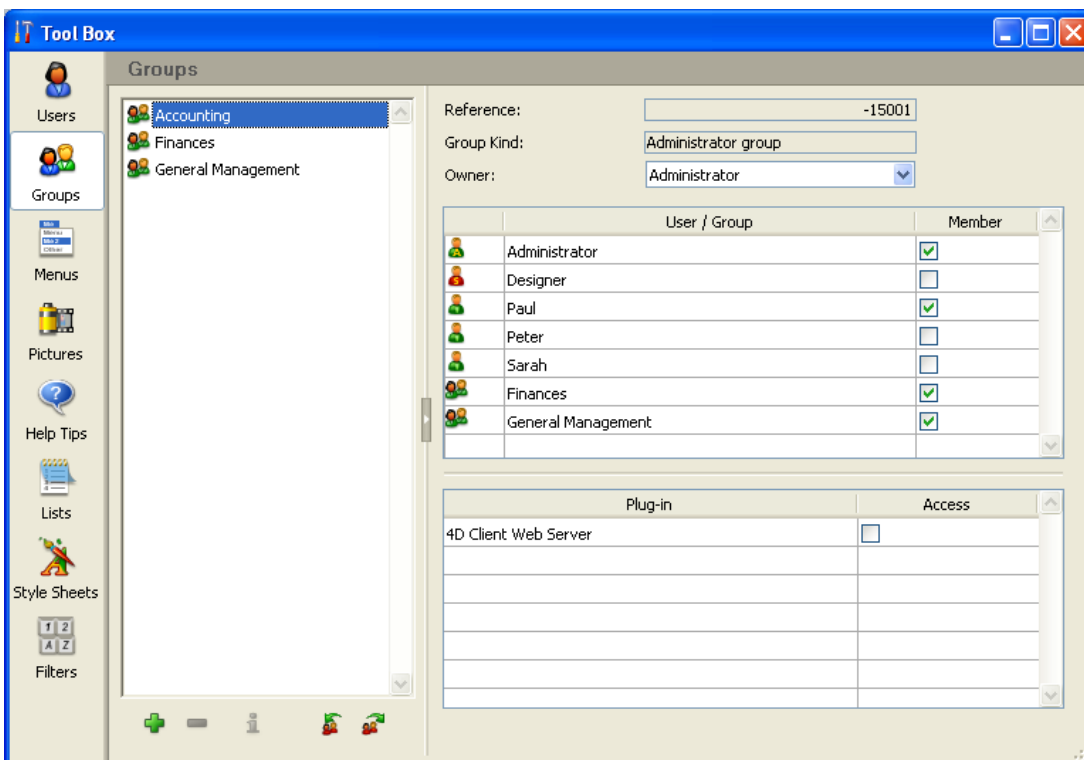 Tool Box
Users
Groups
Menus
Pictures
Help Tips
Lists
Style Sheets
1 2
A Z
Filters
Groups
Accounting
Finances
General Management
Reference: -15001
Group Kind: Administrator group
Owner: Administrator
User / Group Member
Administrator
Designer
Paul
Peter
Sarah
Finances
General Management
Plug-in Access
4D Client Web Server